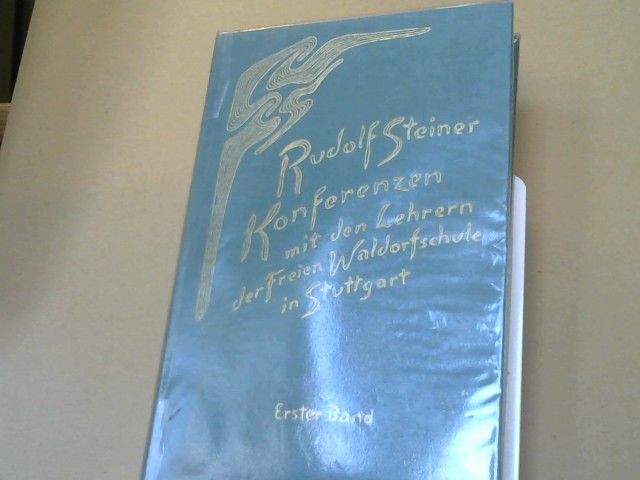 Rudolf Steiner
Konferenzen
mit den Lehrern
der Freien Waldorfschule
in Stuttgart
Erster Band